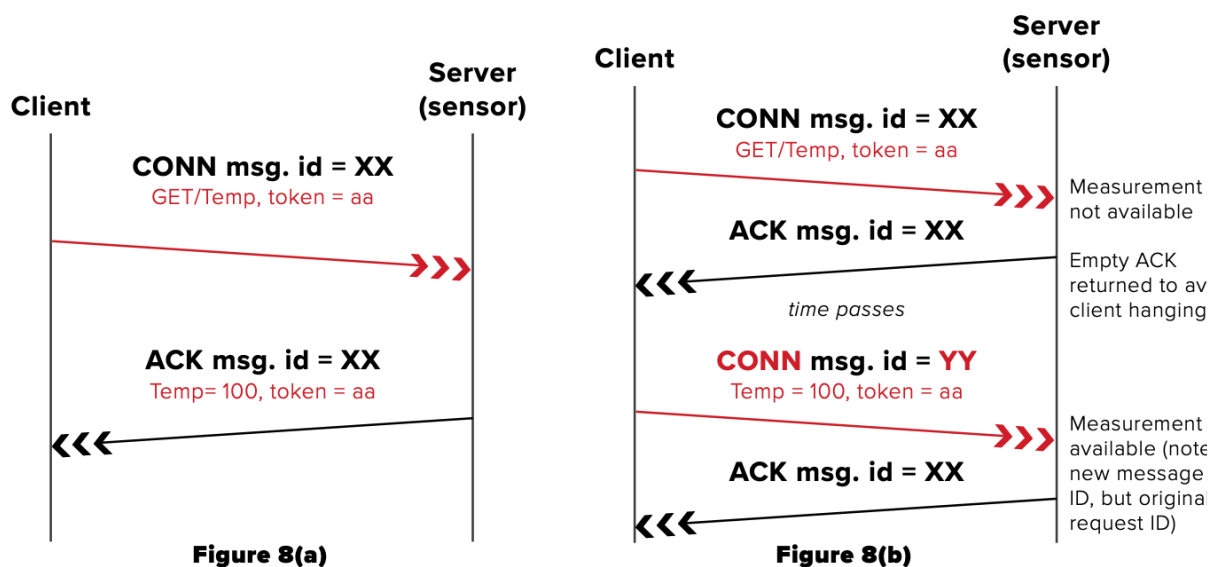 Client
Server
(sensor)
CONN msg. id = XX
GET/Temp, token = aa
ACK msg. id = XX
Temp= 100, token = aa
Figure 8(a)
Client
Server
(sensor)
CONN msg. id = XX
GET/Temp, token = aa
Measurement
not available
ACK msg. id = XX
Empty ACK
returned to av
client hanging
time passes
CONN msg. id = YY
Temp = 100, token = aa
Measurement
available (note
new message
ID, but original
request ID)
ACK msg. id = XX
Figure 8(b)